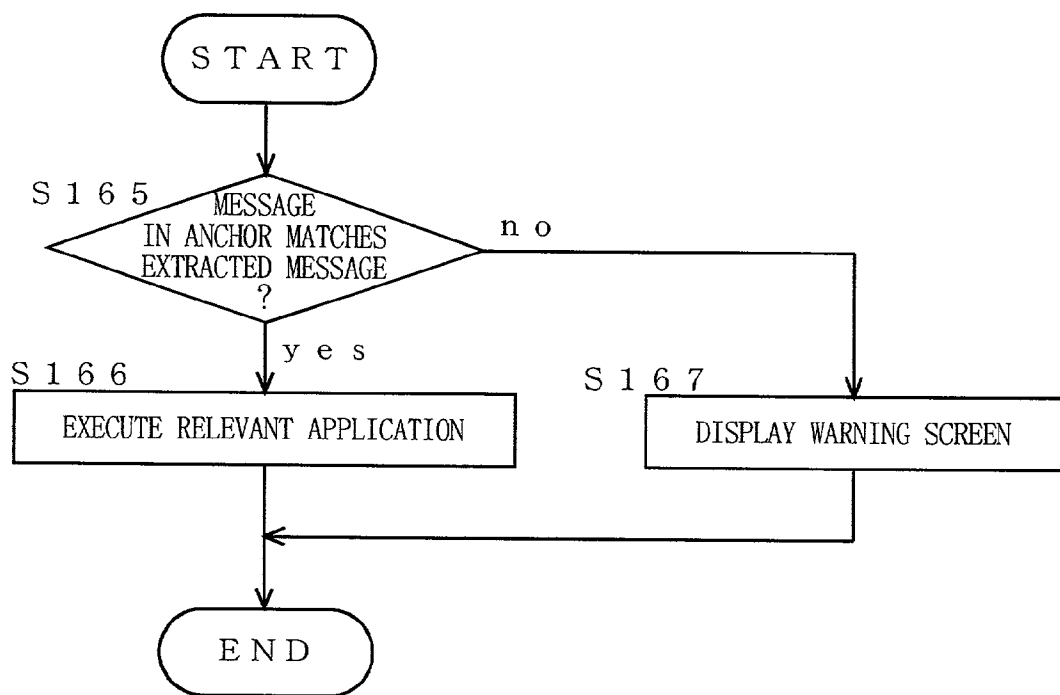 START
S165
MESSAGE
IN ANCHOR MATCHES
EXTRACTED MESSAGE
?
no
yes
S166
EXECUTE RELEVANT APPLICATION
S167
DISPLAY WARNING SCREEN
END